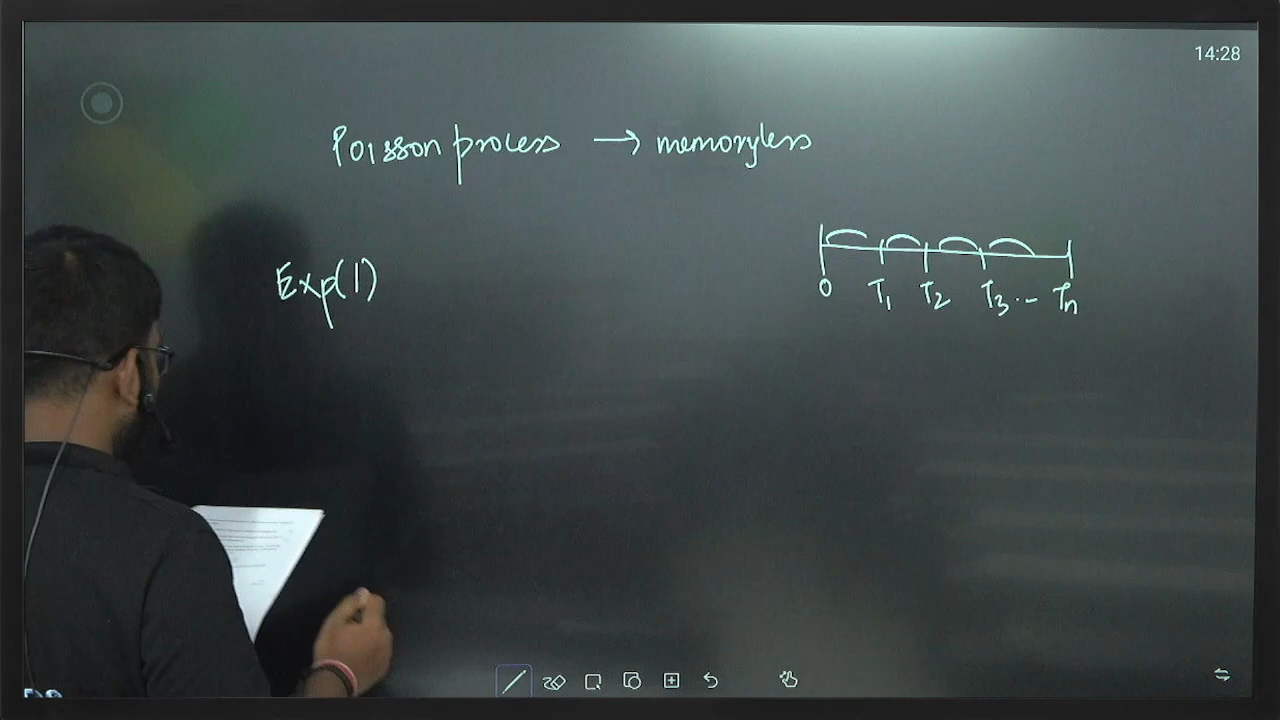 14:28
Poisson process → memoryless
Exp(1)
0 T₁ T₂ T₃ .. – Tₙ